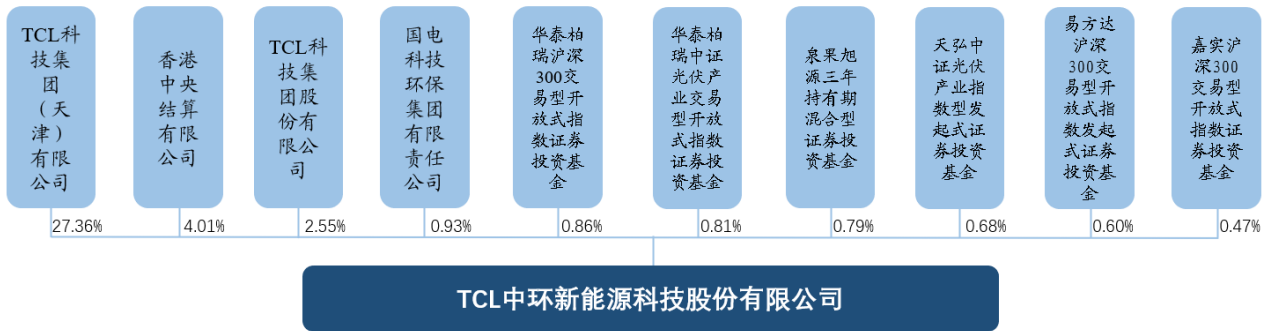 TCL科
技集
团
（天
津）
有限
公司
香港
中央
结算
有限
公司
TCL科
技集
团股
份有
限公
司
国电
科技
环保
集团
有限
责任
公司
华泰柏
瑞沪深
300交
易型开
放式指
数证券
投资基
金
华泰柏
瑞中证
光伏产
业交易
型开放
式指数
证券投
资基金
泉果旭
源三年
持有期
混合型
证券投
资基金
天弘中
证光伏
产业指
数型发
起式证
券投资
基金
易方达
沪深
300交
易型开
放式指
数发起
式证券
投资基
金
嘉实沪
深300
交易型
开放式
指数证
券投资
基金
27.36%
4.01%
2.55%
0.93%
0.86%
0.81%
0.79%
0.68%
0.60%
0.47%
TCL中环新能源科技股份有限公司